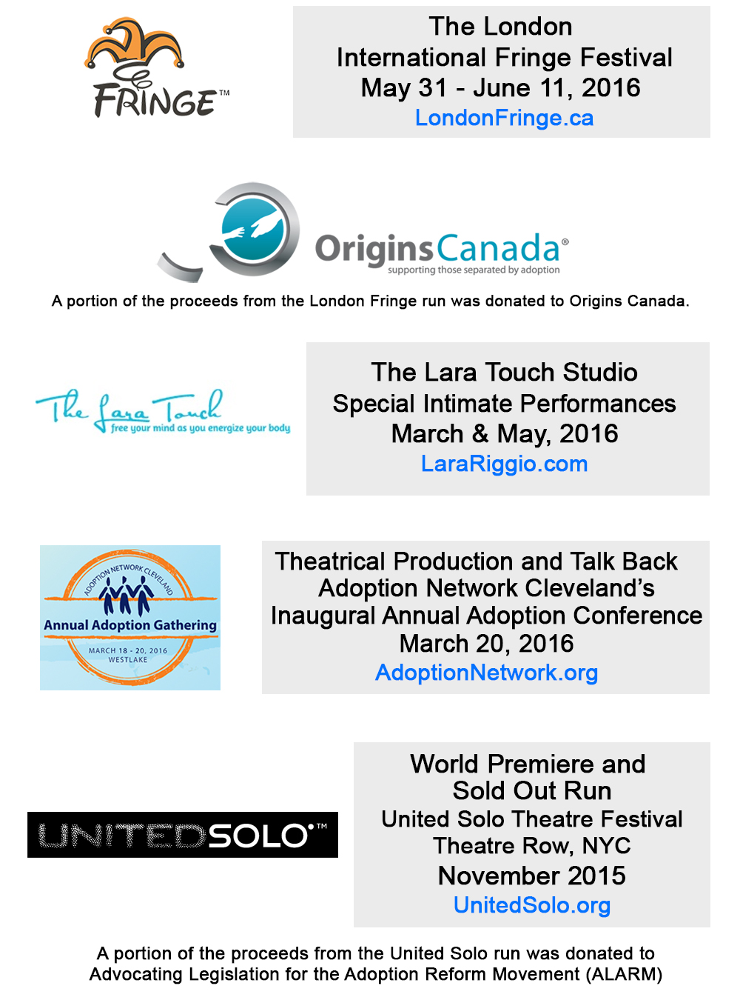 FRINGE™
The London
International Fringe Festival
May 31 - June 11, 2016
LondonFringe.ca
OriginsCanada®
supporting those separated by adoption
A portion of the proceeds from the London Fringe run was donated to Origins Canada.
The Lara Touch
free your mind as you energize your body
The Lara Touch Studio
Special Intimate Performances
March & May, 2016
LaraRiggio.com
ADOPTION NETWORK CLEVELAND
Annual Adoption Gathering
MARCH 18 - 20, 2016
WESTLAKE
Theatrical Production and Talk Back
Adoption Network Cleveland’s
Inaugural Annual Adoption Conference
March 20, 2016
AdoptionNetwork.org
UNITEDSOLO™
World Premiere and
Sold Out Run
United Solo Theatre Festival
Theatre Row, NYC
November 2015
UnitedSolo.org
A portion of the proceeds from the United Solo run was donated to
Advocating Legislation for the Adoption Reform Movement (ALARM)